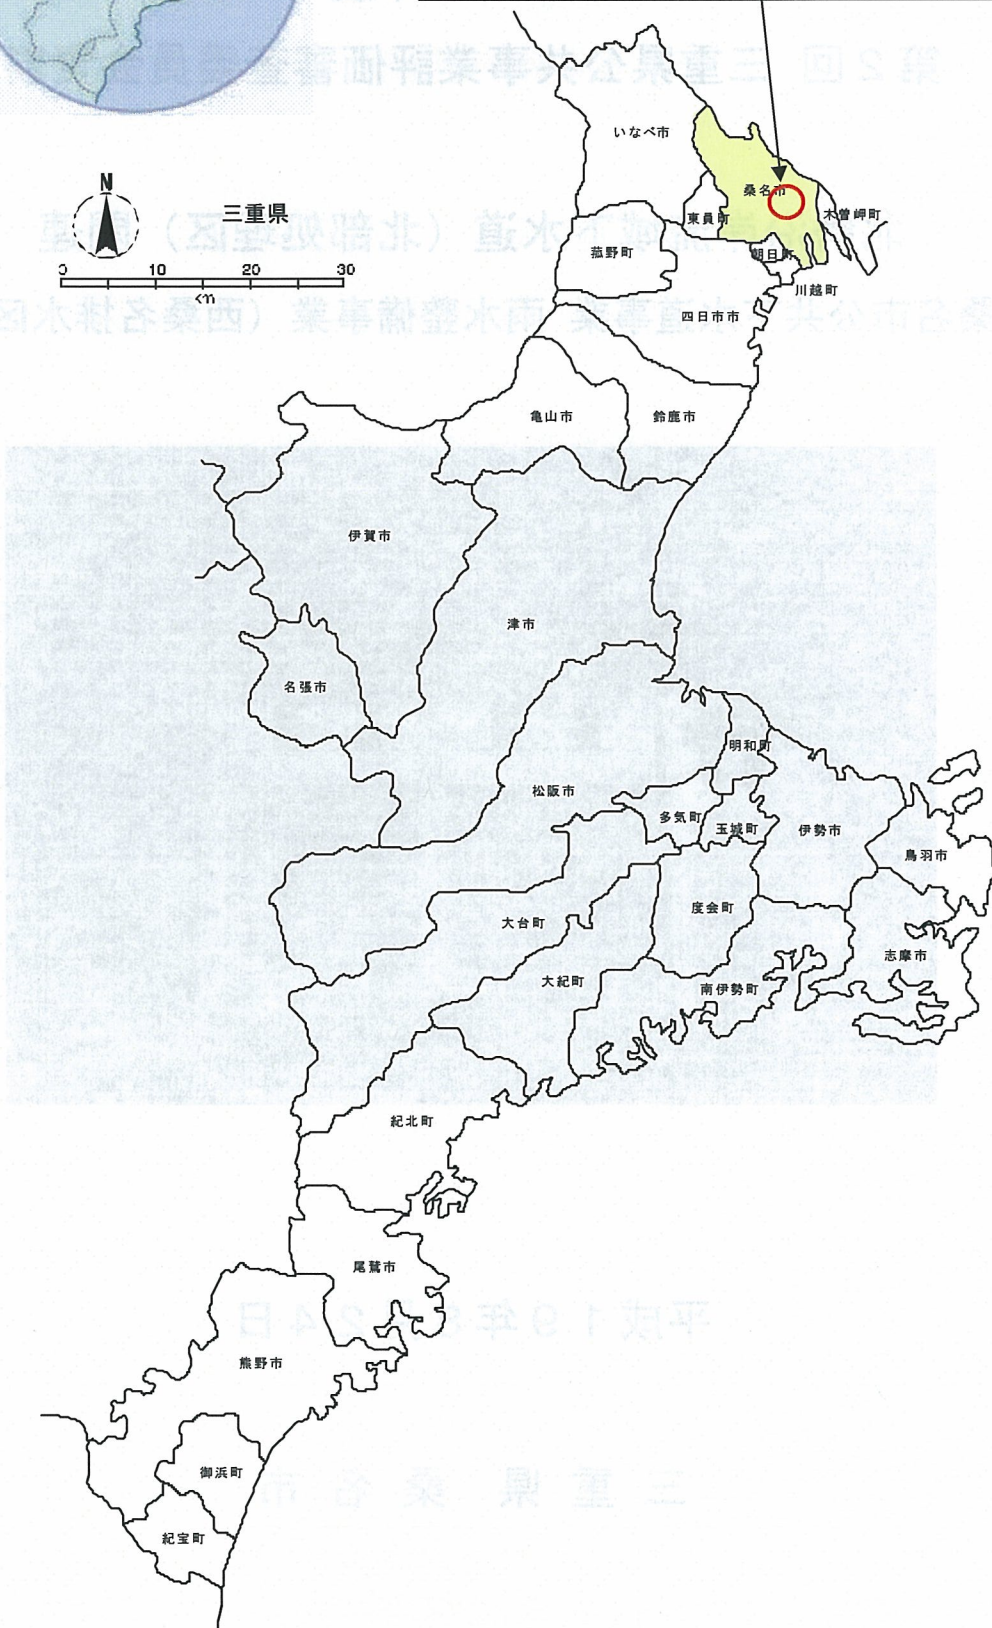 いなべ市
桑名市
N
三重県
東員町
木曽岬町
菰野町
朝日町
0 10 20 30
km
川越町
四日市市
亀山市
鈴鹿市
伊賀市
津市
名張市
明和町
松阪市
多気町
玉城町
伊勢市
鳥羽市
度会町
大台町
志摩市
大紀町
南伊勢町
紀北町
尾鷲市
熊野市
御浜町
紀宝町